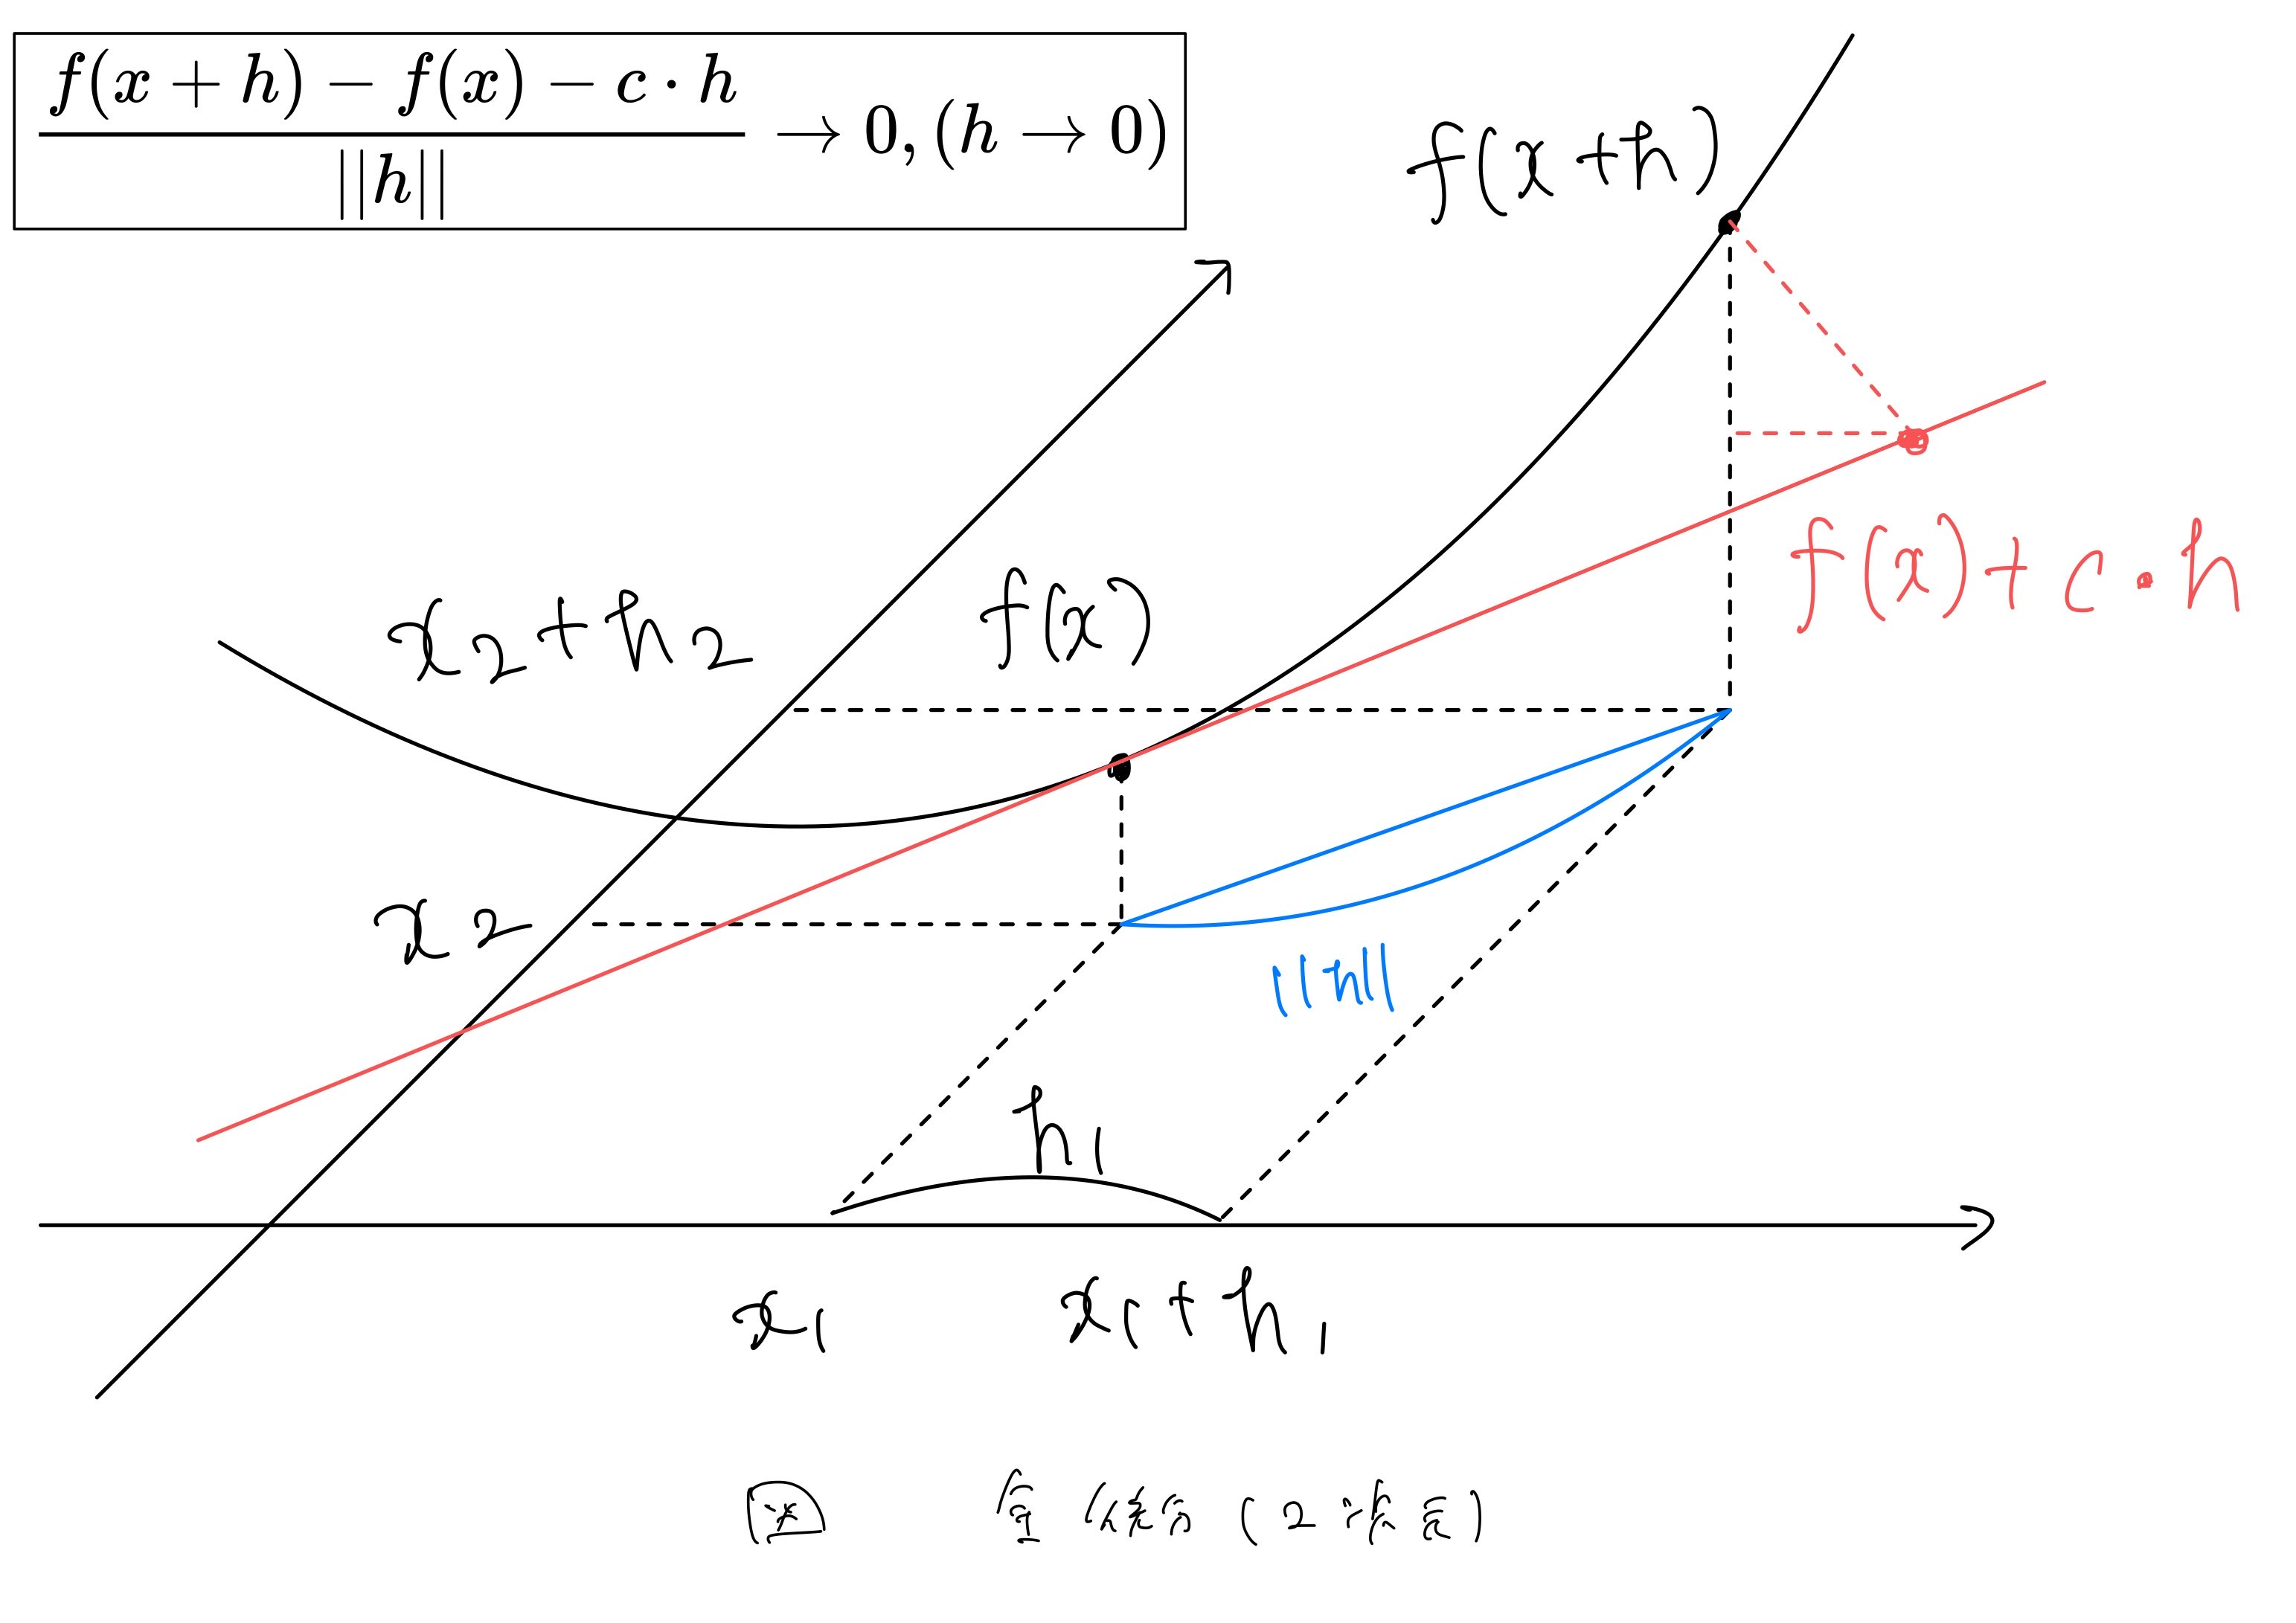 f(x + h) − f(x) − c · h / ||h|| → 0, (h → 0)
f(x+h)
f(x)+c・h
x2+h2
f(x)
x2
||h||
h1
x1
x1+h1
図 全微分(2次元)